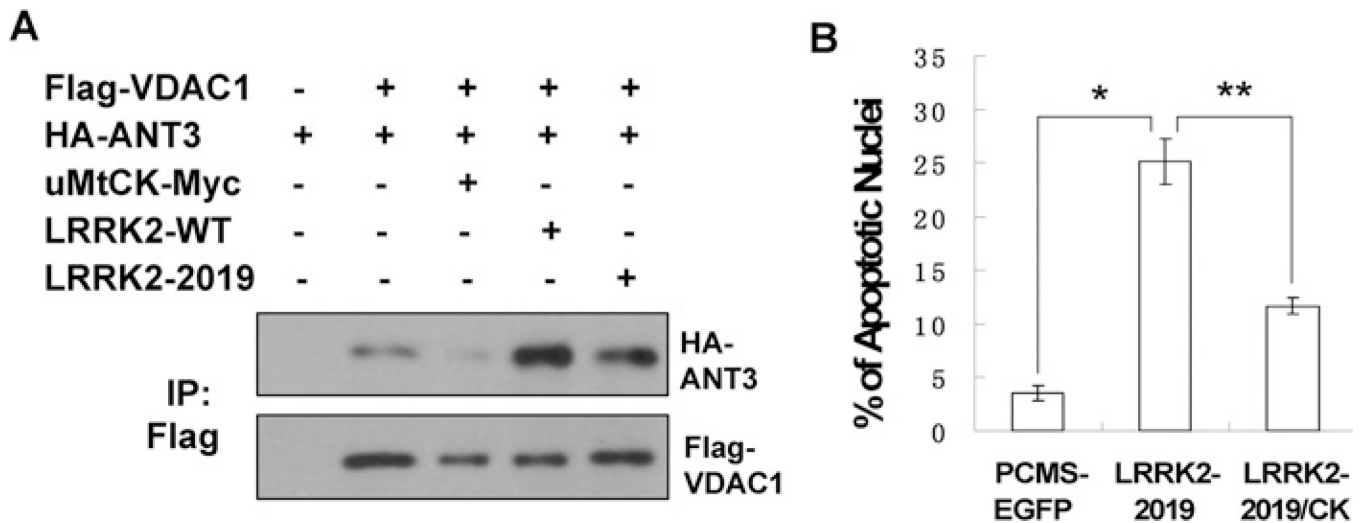 A
Flag-VDAC1 - + + + +
HA-ANT3 + + + + +
uMtCK-Myc - - + - -
LRRK2-WT - - - + -
LRRK2-2019 - - - - +
IP:
Flag
HA-
ANT3
Flag-
VDAC1
B
% of Apoptotic Nuclei
35
30
25
20
15
10
5
0
* **
PCMS-
EGFP
LRRK2-
2019
LRRK2-
2019/CK